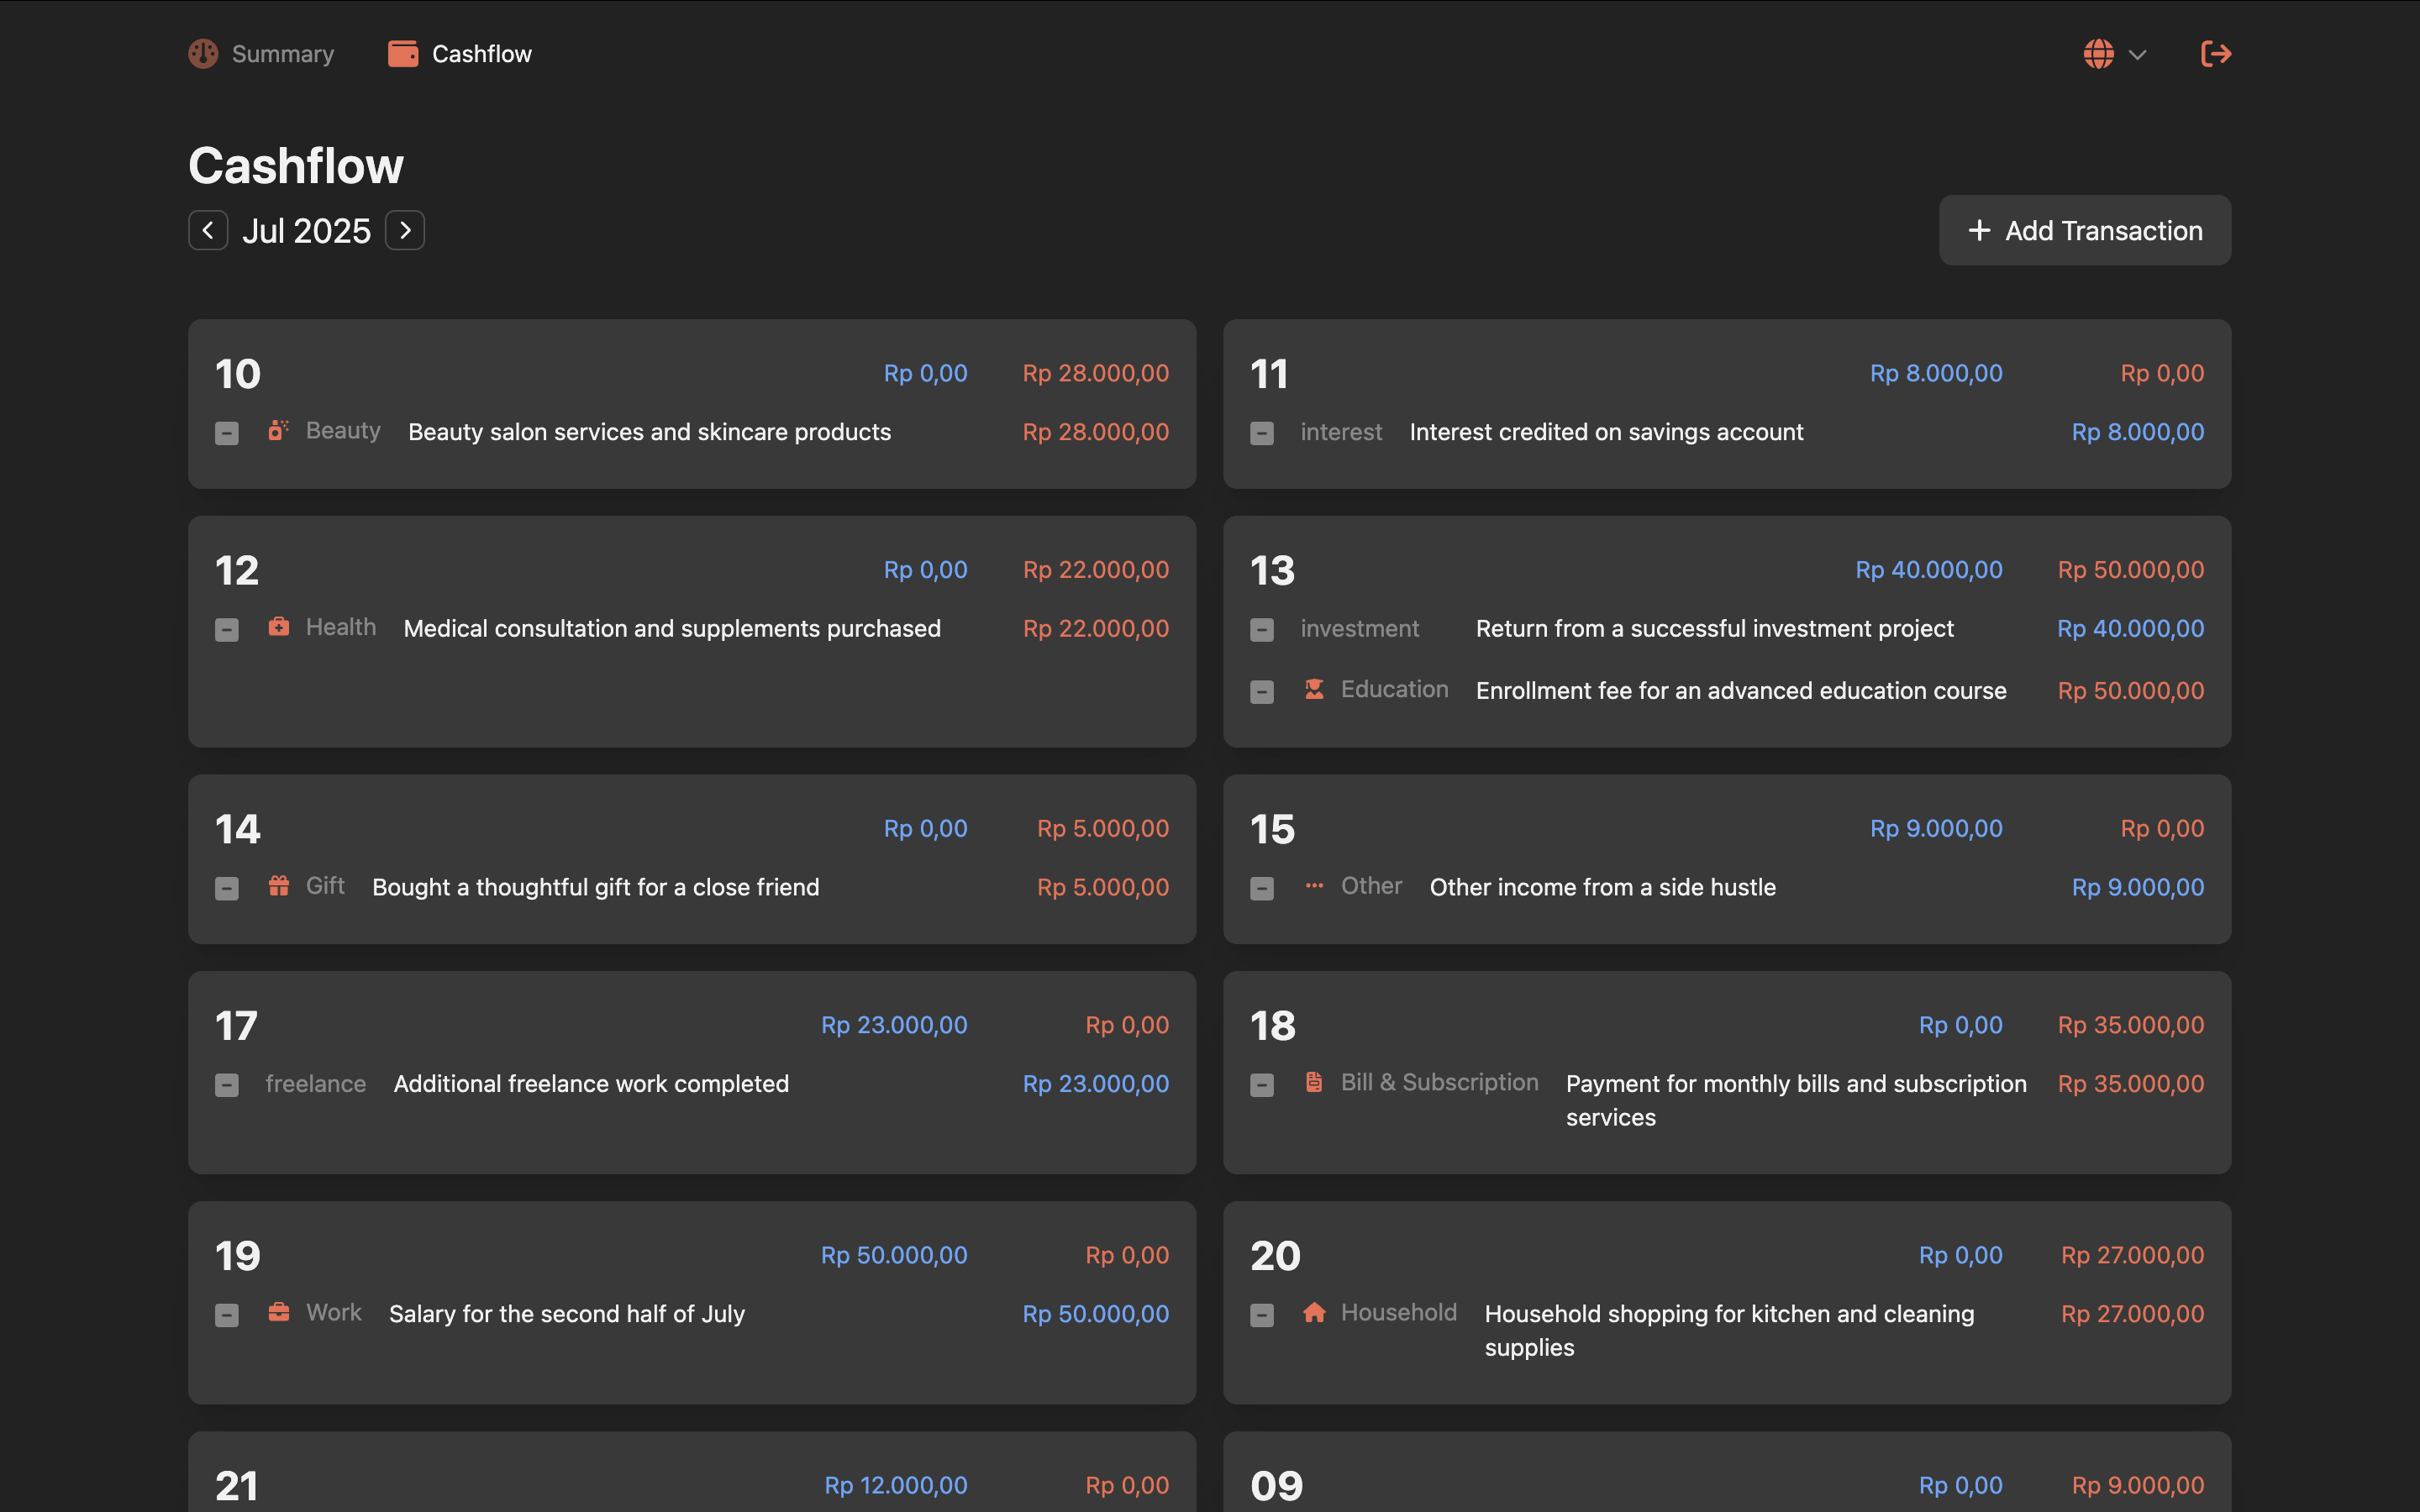 Summary Cashflow
Cashflow
Jul 2025
Add Transaction
10 Rp 0,00 Rp 28.000,00
Beauty Beauty salon services and skincare products Rp 28.000,00
11 Rp 8.000,00 Rp 0,00
interest Interest credited on savings account Rp 8.000,00
12 Rp 0,00 Rp 22.000,00
Health Medical consultation and supplements purchased Rp 22.000,00
13 Rp 40.000,00 Rp 50.000,00
investment Return from a successful investment project Rp 40.000,00
Education Enrollment fee for an advanced education course Rp 50.000,00
14 Rp 0,00 Rp 5.000,00
Gift Bought a thoughtful gift for a close friend Rp 5.000,00
15 Rp 9.000,00 Rp 0,00
Other Other income from a side hustle Rp 9.000,00
17 Rp 23.000,00 Rp 0,00
freelance Additional freelance work completed Rp 23.000,00
18 Rp 0,00 Rp 35.000,00
Bill & Subscription Payment for monthly bills and subscription Rp 35.000,00
services
19 Rp 50.000,00 Rp 0,00
Work Salary for the second half of July Rp 50.000,00
20 Rp 0,00 Rp 27.000,00
Household Household shopping for kitchen and cleaning Rp 27.000,00
supplies
21 Rp 12.000,00 Rp 0,00
09 Rp 0,00 Rp 9.000,00